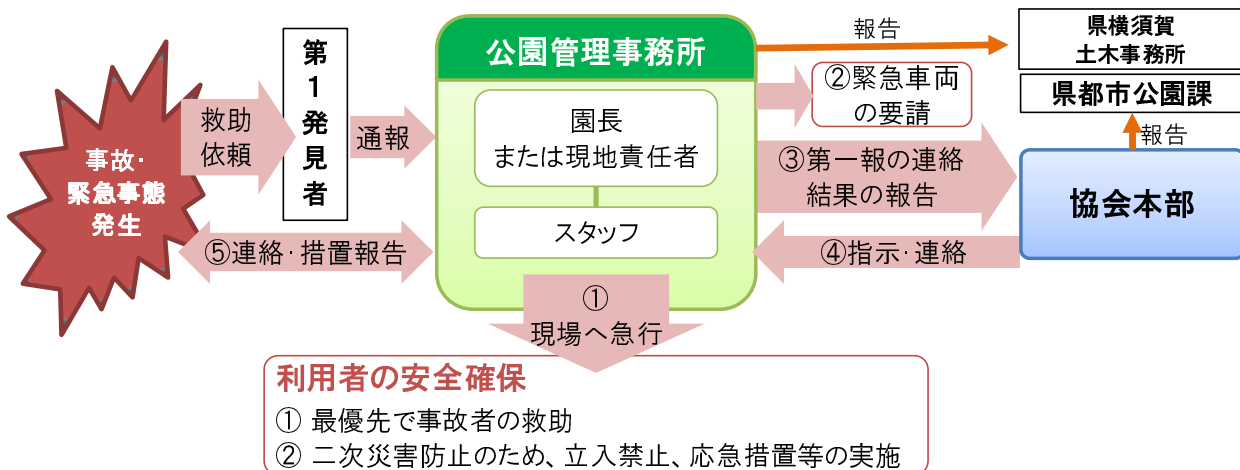 事故・
緊急事態
発生
救助
依頼
第1発見者
通報
公園管理事務所
園長
または現地責任者
スタッフ
報告
県横須賀
土木事務所
②緊急車両
の要請
県都市公園課
報告
③第一報の連絡
結果の報告
協会本部
④指示・連絡
⑤連絡・措置報告
①
現場へ急行
利用者の安全確保
① 最優先で事故者の救助
② 二次災害防止のため、立入禁止、応急措置等の実施